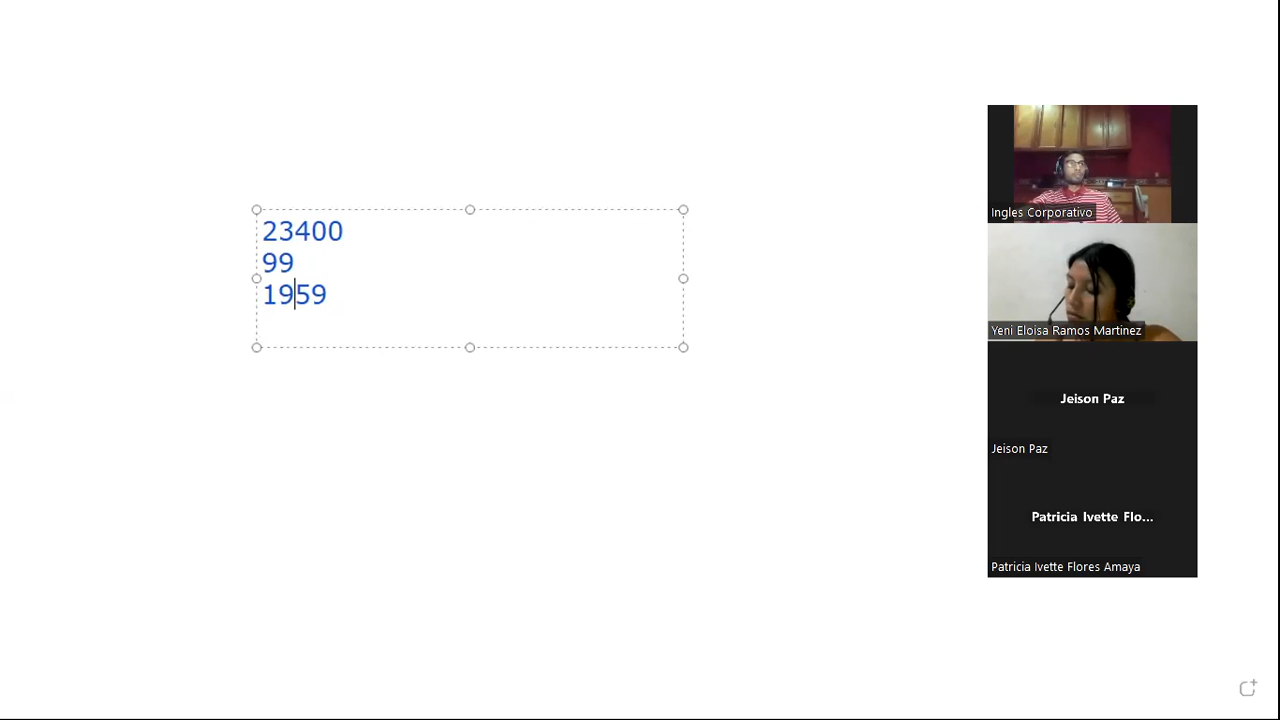 23400
99
1959
Ingles Corporativo
Yeni Eloisa Ramos Martinez
Jeison Paz
Jeison Paz
Patricia Ivette Flo...
Patricia Ivette Flores Amaya